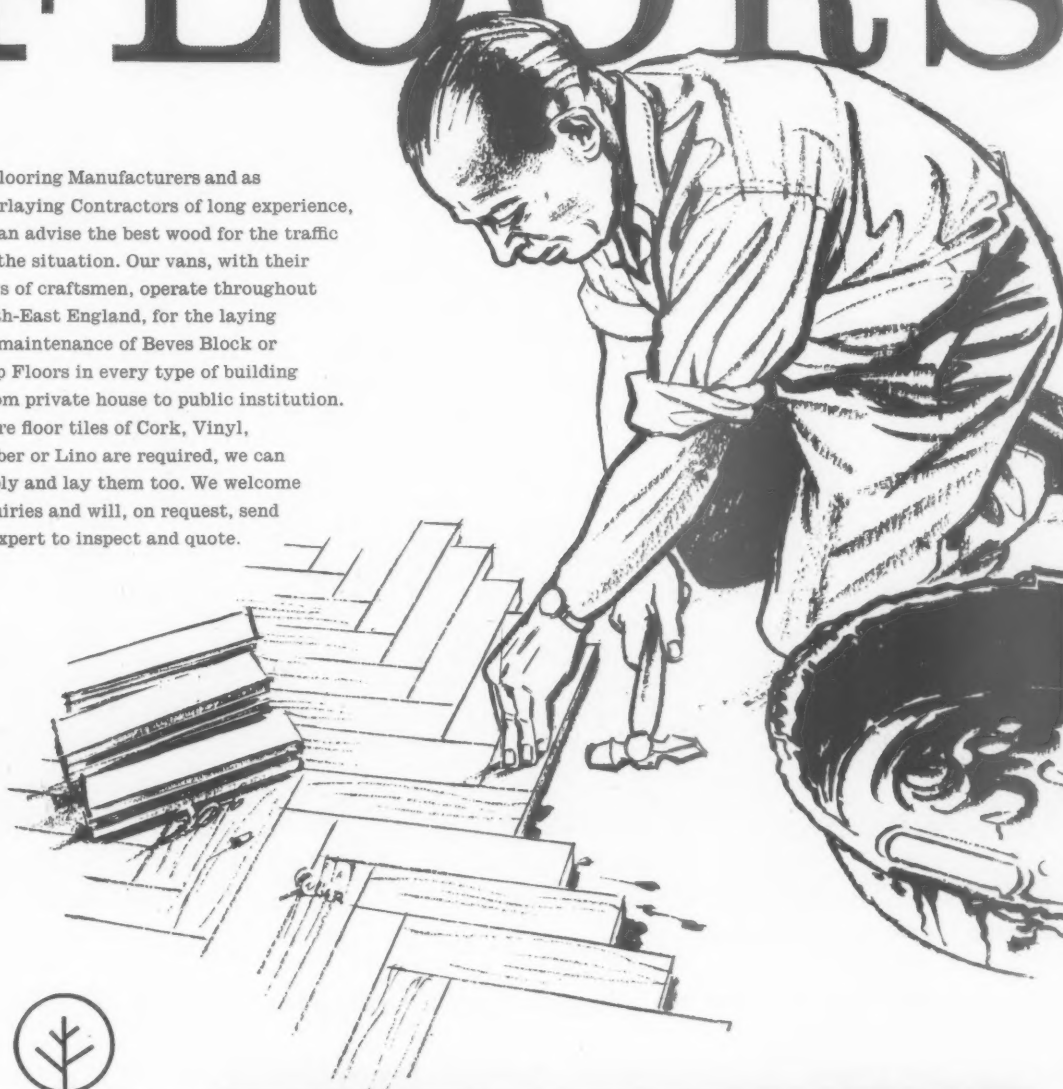 FLOORS
looring Manufacturers and as
rlaying Contractors of long experience,
an advise the best wood for the traffic
the situation. Our vans, with their
s of craftsmen, operate throughout
h-East England, for the laying
maintenance of Beves Block or
p Floors in every type of building
om private house to public institution.
re floor tiles of Cork, Vinyl,
ber or Lino are required, we can
ly and lay them too. We welcome
iries and will, on request, send
xpert to inspect and quote.